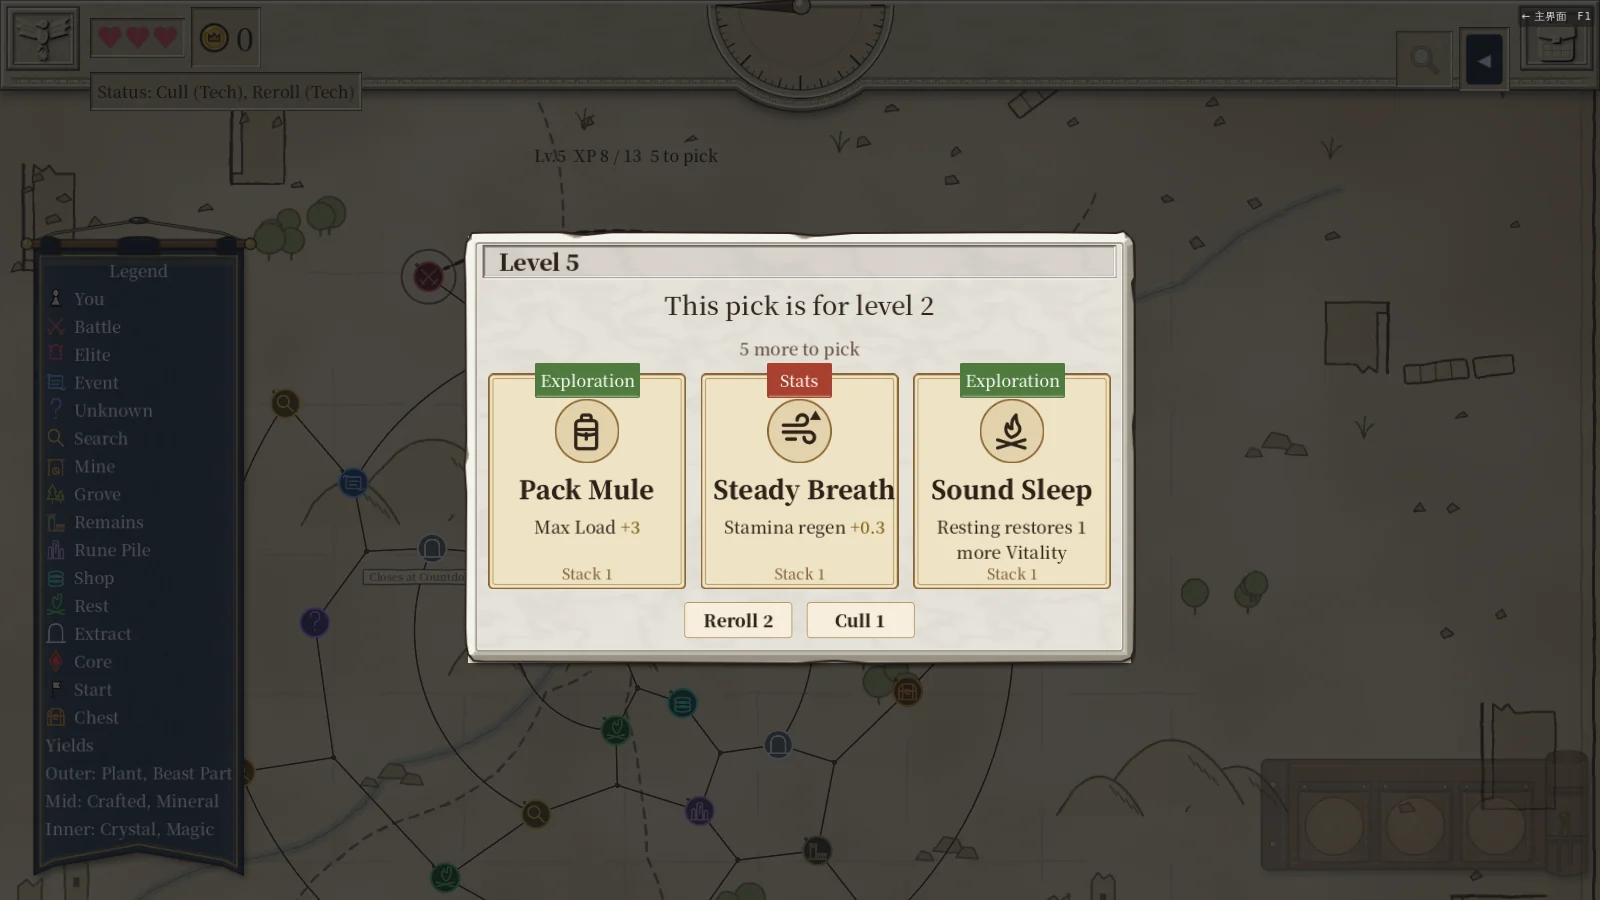 ← 主界面 F1
0
Status: Cull (Tech), Reroll (Tech)
Lv.5 XP 8 / 13 5 to pick
Level 5
This pick is for level 2
5 more to pick
Exploration
Pack Mule
Max Load +3
Stack 1
Stats
Steady Breath
Stamina regen +0.3
Stack 1
Exploration
Sound Sleep
Resting restores 1
more Vitality
Stack 1
Reroll 2
Cull 1
Legend
You
Battle
Elite
Event
Unknown
Search
Mine
Grove
Remains
Rune Pile
Shop
Rest
Extract
Core
Start
Chest
Yields
Outer: Plant, Beast Part
Mid: Crafted, Mineral
Inner: Crystal, Magic
Closes at